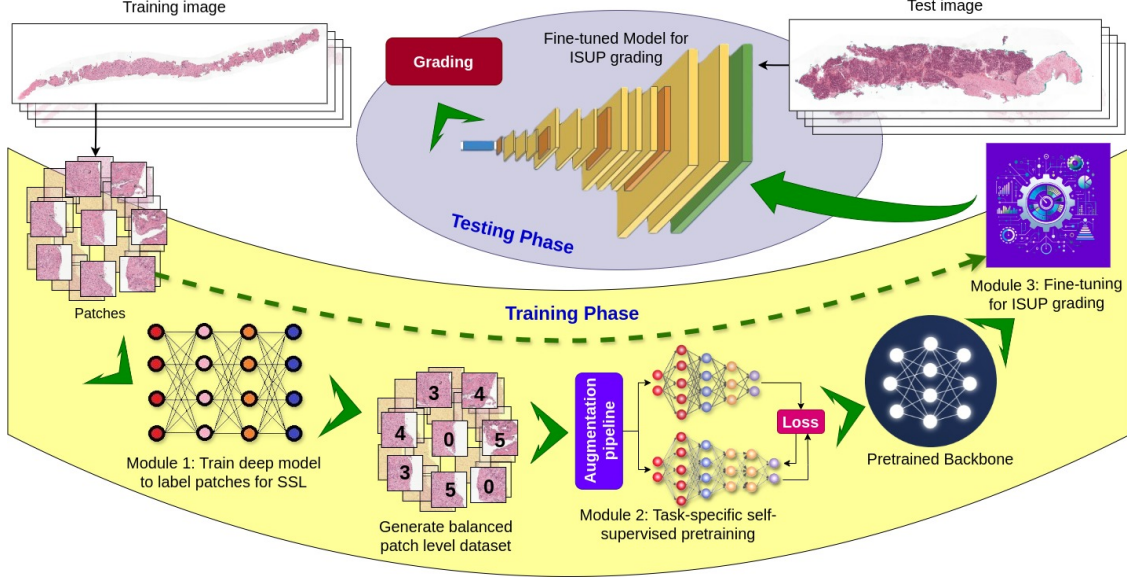 Training image
Test image
Grading
Fine-tuned Model for
ISUP grading
Testing Phase
Patches
Training Phase
Module 3: Fine-tuning
for ISUP grading
Module 1: Train deep model
to label patches for SSL
3
4
4
0
5
3
5
0
Generate balanced
patch level dataset
Augmentation
pipeline
Loss
Module 2: Task-specific self-
supervised pretraining
Pretrained Backbone